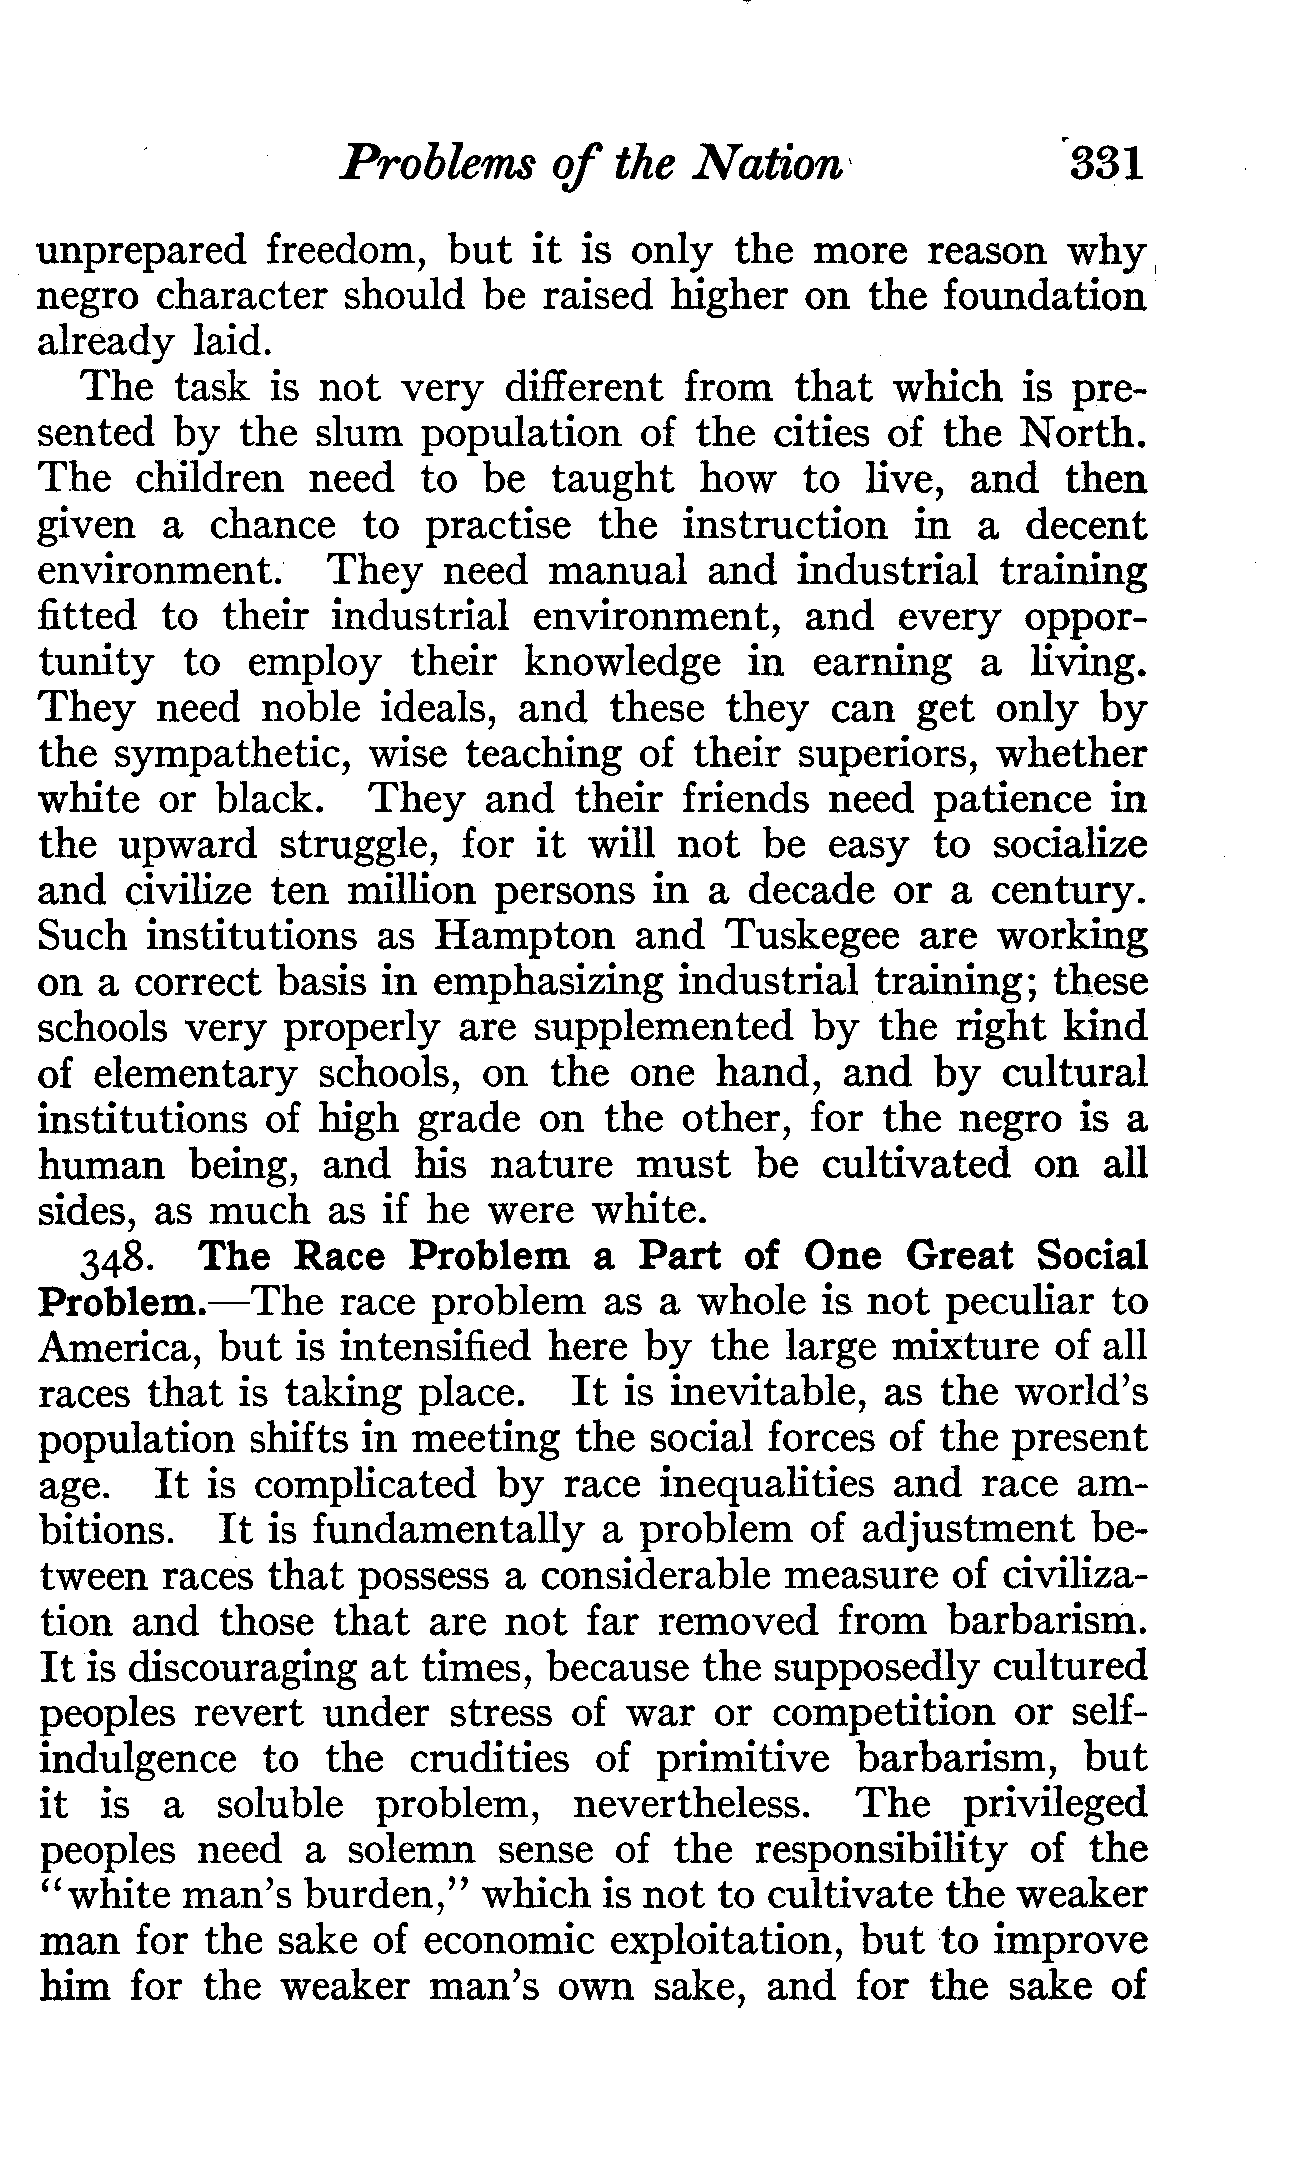 Problems of the Nation 331
unprepared freedom, but it is only the more reason why
negro character should be raised higher on the foundation
already laid.
The task is not very different from that which is pre-
sented by the slum population of the cities of the North.
The children need to be taught how to live, and then
given a chance to practise the instruction in a decent
environment. They need manual and industrial training
fitted to their industrial environment, and every oppor-
tunity to employ their knowledge in earning a living.
They need noble ideals, and these they can get only by
the sympathetic, wise teaching of their superiors, whether
white or black. They and their friends need patience in
the upward struggle, for it will not be easy to socialize
and civilize ten million persons in a decade or a century.
Such institutions as Hampton and Tuskegee are working
on a correct basis in emphasizing industrial training; these
schools very properly are supplemented by the right kind
of elementary schools, on the one hand, and by cultural
institutions of high grade on the other, for the negro is a
human being, and his nature must be cultivated on all
sides, as much as if he were white.
348. The Race Problem a Part of One Great Social
Problem.—The race problem as a whole is not peculiar to
America, but is intensified here by the large mixture of all
races that is taking place. It is inevitable, as the world's
population shifts in meeting the social forces of the present
age. It is complicated by race inequalities and race am-
bitions. It is fundamentally a problem of adjustment be-
tween races that possess a considerable measure of civiliza-
tion and those that are not far removed from barbarism.
It is discouraging at times, because the supposedly cultured
peoples revert under stress of war or competition or self-
indulgence to the crudities of primitive barbarism, but
it is a soluble problem, nevertheless. The privileged
peoples need a solemn sense of the responsibility of the
"white man's burden," which is not to cultivate the weaker
man for the sake of economic exploitation, but to improve
him for the weaker man's own sake, and for the sake of